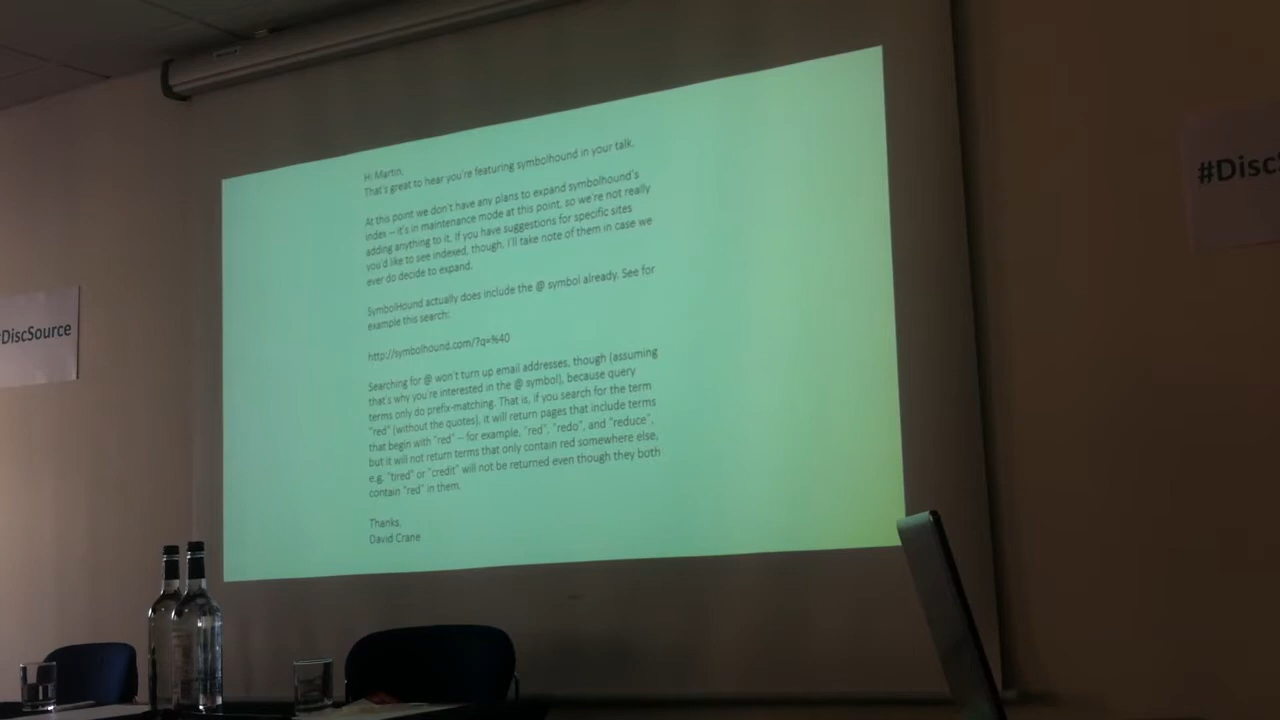 Hi Martin,
That's great to hear you're featuring symbolhound in your talk.
At this point we don't have any plans to expand symbolhound's
index – it's in maintenance mode at this point, so we're not really
adding anything to it. If you have suggestions for specific sites
you'd like to see indexed, though, I'll take note of them in case we
ever do decide to expand.
SymbolHound actually does include the @ symbol already. See for
example this search:
http://symbolhound.com/?q=%40
Searching for @ won't turn up email addresses, though (assuming
that's why you're interested in the @ symbol), because query
terms only do prefix-matching. That is, if you search for the term
"red" (without the quotes), it will return pages that include terms
that begin with "red" – for example, "red", "redo", and "reduce",
but it will not return terms that only contain red somewhere else,
e.g. "tired" or "credit" will not be returned even though they both
contain "red" in them.
Thanks,
David Crane
#DiscSource
#DiscS